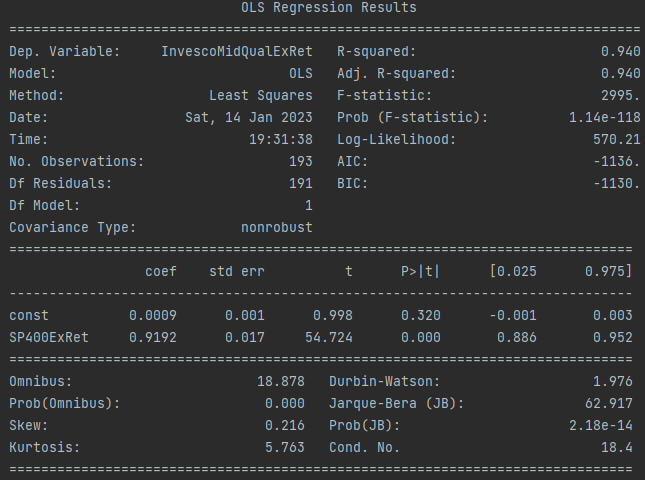 OLS Regression Results
===============================================================================
Dep. Variable:     InvescoMidQualExRet   R-squared:                       0.940
Model:                             OLS   Adj. R-squared:                  0.940
Method:                  Least Squares   F-statistic:                     2995.
Date:                 Sat, 14 Jan 2023   Prob (F-statistic):          1.14e-118
Time:                         19:31:38   Log-Likelihood:                 570.21
No. Observations:                  193   AIC:                            -1136.
Df Residuals:                      191   BIC:                            -1130.
Df Model:                            1
Covariance Type:             nonrobust
==============================================================================
                 coef    std err          t      P>|t|      [0.025      0.975]
------------------------------------------------------------------------------
const          0.0009      0.001      0.998      0.320      -0.001       0.003
SP400ExRet     0.9192      0.017     54.724      0.000       0.886       0.952
==============================================================================
Omnibus:                       18.878   Durbin-Watson:                   1.976
Prob(Omnibus):                  0.000   Jarque-Bera (JB):               62.917
Skew:                           0.216   Prob(JB):                     2.18e-14
Kurtosis:                       5.763   Cond. No.                         18.4
==============================================================================